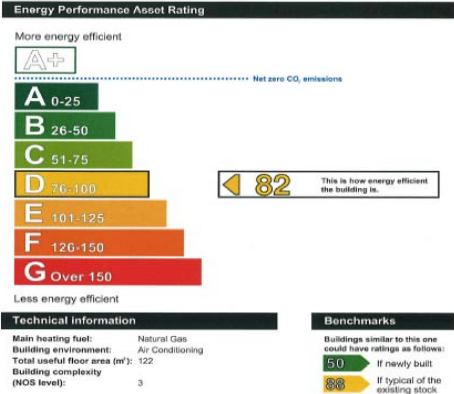 Energy Performance Asset Rating
More energy efficient
A+
Net zero CO₂ emissions
A 0-25
B 26-50
C 51-75
D 76-100
82 This is how energy efficient
the building is.
E 101-125
F 126-150
G Over 150
Less energy efficient
Technical information
Main heating fuel: Natural Gas
Building environment: Air Conditioning
Total useful floor area (m²): 122
Building complexity
(NOS level): 3
Benchmarks
Buildings similar to this one
could have ratings as follows:
50 If newly built
88 If typical of the
existing stock